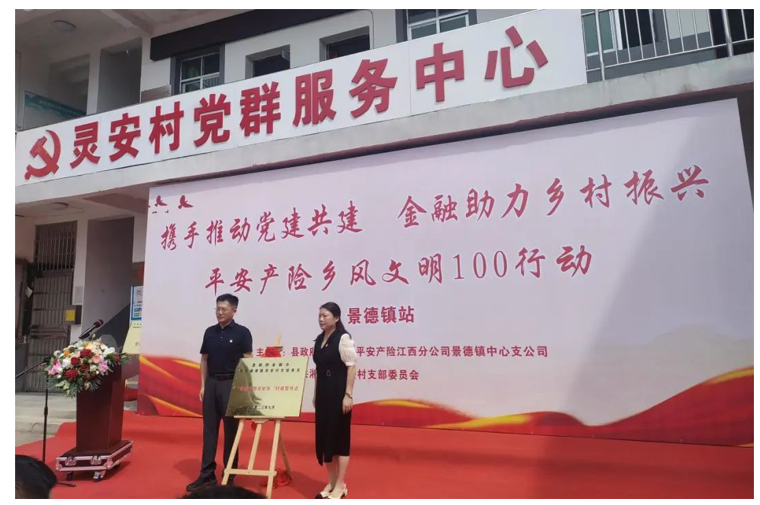 灵安村党群服务中心
携手推动党建共建 金融助力乡村振兴
平安产险乡风文明100行动
景德镇站
县政府
平安产险江西分公司景德镇中心支公司
村支部委员会